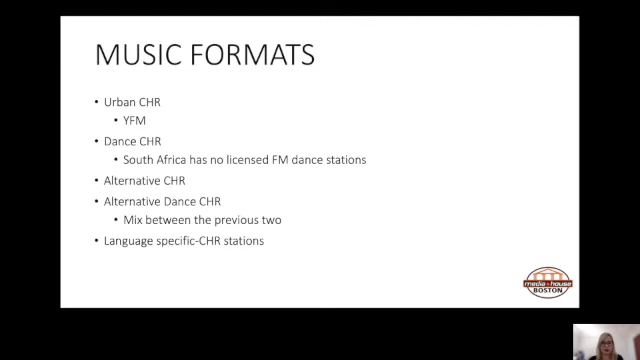 MUSIC FORMATS
• Urban CHR
• YFM
• Dance CHR
• South Africa has no licensed FM dance stations
• Alternative CHR
• Alternative Dance CHR
• Mix between the previous two
• Language specific-CHR stations
media house
BOSTON